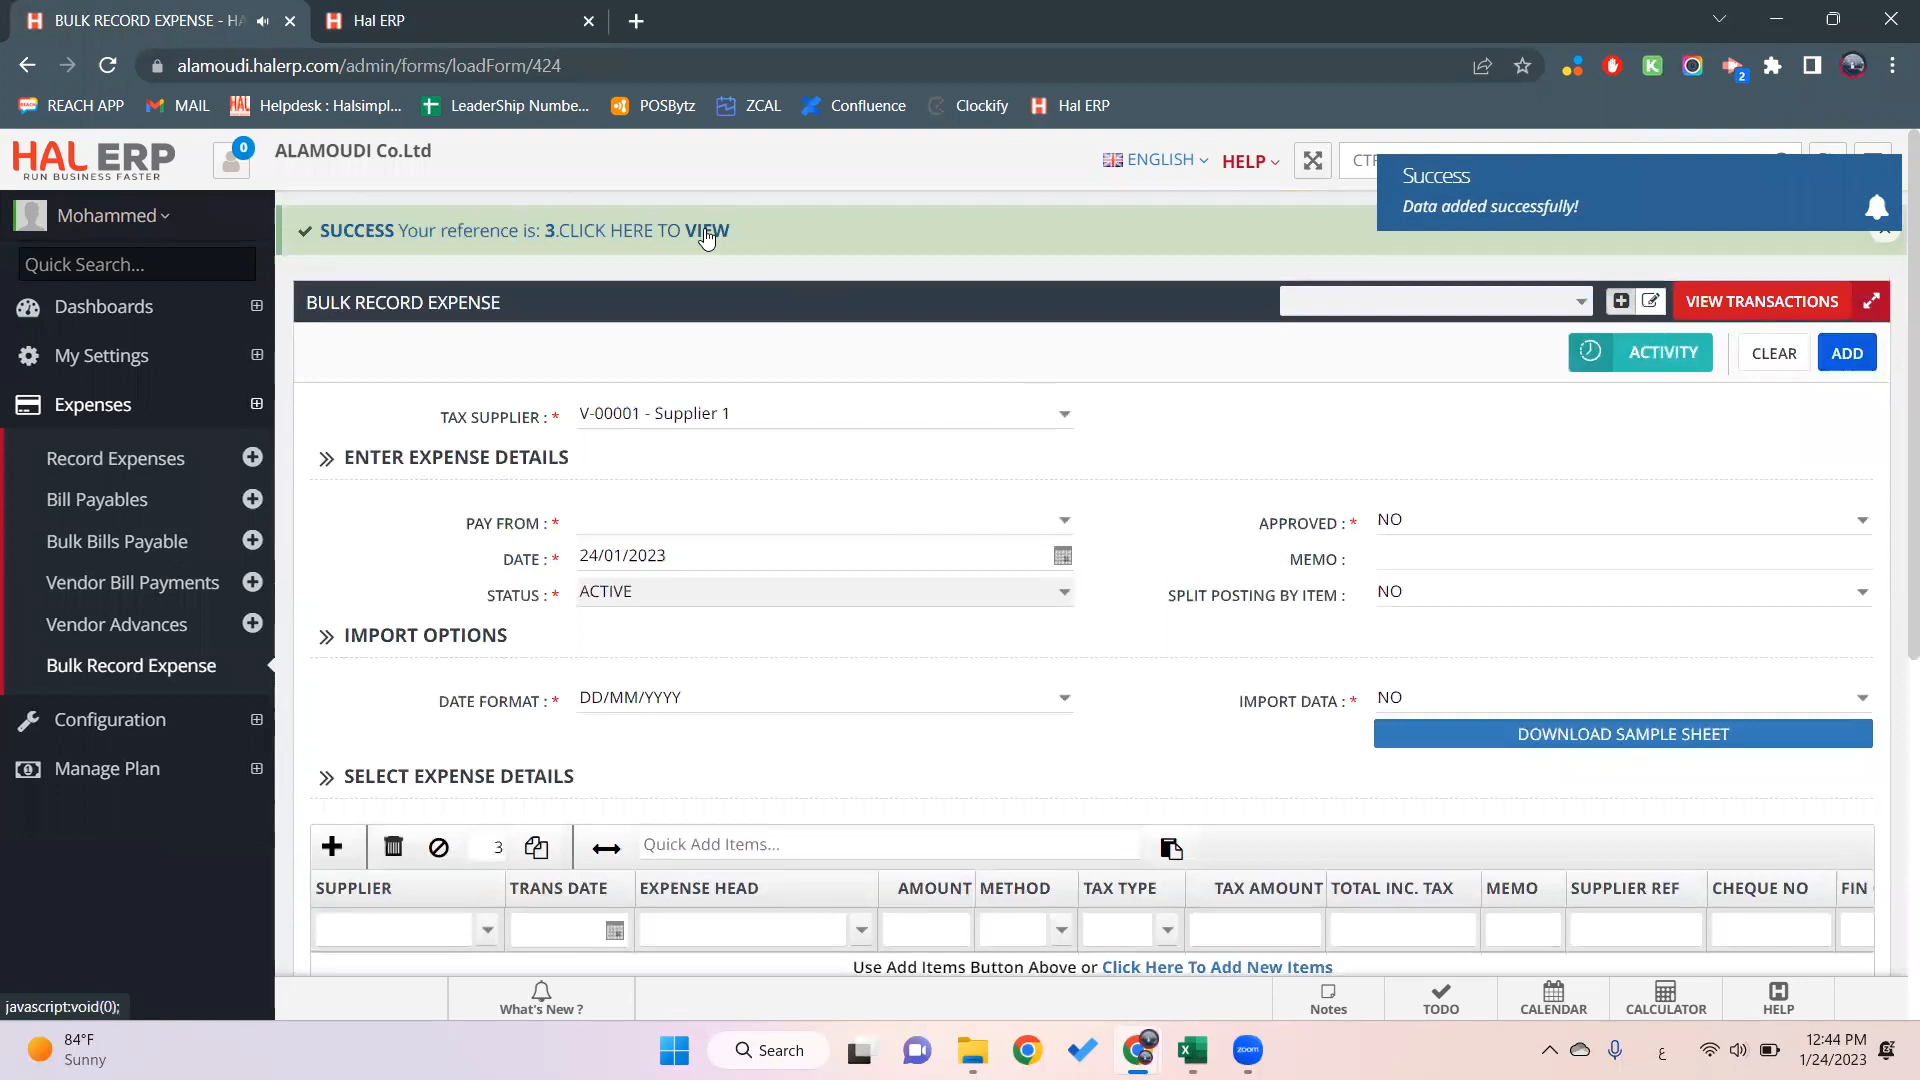 BULK RECORD EXPENSE - HA
Hal ERP
alamoudi.halerp.com/admin/forms/loadForm/424
2
REACH APP
MAIL
Helpdesk : Halsimpl...
LeaderShip Numbe...
POSBytz
ZCAL
Confluence
Clockify
Hal ERP
HAL ERP
RUN BUSINESS FASTER
0
ALAMOUDI Co.Ltd
ENGLISH
HELP
Success
Data added successfully!
Mohammed
SUCCESS Your reference is: 3.CLICK HERE TO VIEW
Quick Search...
Dashboards
My Settings
Expenses
Record Expenses
Bill Payables
Bulk Bills Payable
Vendor Bill Payments
Vendor Advances
Bulk Record Expense
Configuration
Manage Plan
BULK RECORD EXPENSE
VIEW TRANSACTIONS
ACTIVITY
CLEAR
ADD
TAX SUPPLIER : * V-00001 - Supplier 1
ENTER EXPENSE DETAILS
PAY FROM : *
APPROVED : * NO
DATE : * 24/01/2023
MEMO :
STATUS : * ACTIVE
SPLIT POSTING BY ITEM : NO
IMPORT OPTIONS
DATE FORMAT : * DD/MM/YYYY
IMPORT DATA : * NO
DOWNLOAD SAMPLE SHEET
SELECT EXPENSE DETAILS
3
Quick Add Items...
SUPPLIER TRANS DATE EXPENSE HEAD AMOUNT METHOD TAX TYPE TAX AMOUNT TOTAL INC. TAX MEMO SUPPLIER REF CHEQUE NO FIN
Use Add Items Button Above or Click Here To Add New Items
javascript:void(0);
What's New ?
Notes
TODO
CALENDAR
CALCULATOR
HELP
84°F
Sunny
Search
zoom
ع
12:44 PM
1/24/2023